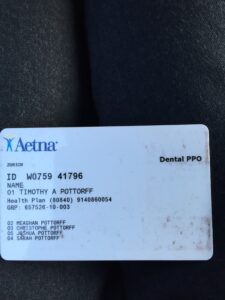 Aetna
ZURICH
Dental PPO
ID W0759 41796
NAME
01 TIMOTHY A POTTORFF
Health Plan (80840) 9140860054
GRP: 657526-10-003
02 MEAGHAN POTTORFF
03 CHRISTOPHE POTTORFF
05 JOSHUA POTTORFF
04 SARAH POTTORFF